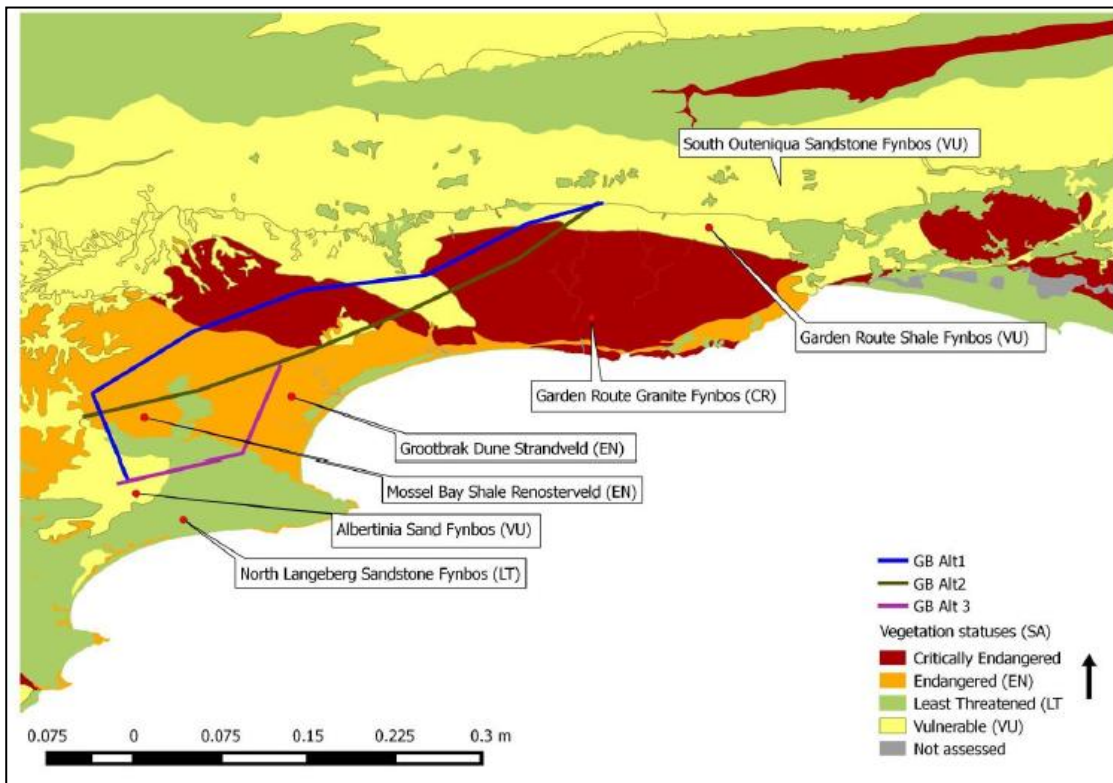 South Outeniqua Sandstone Fynbos (VU)
Garden Route Shale Fynbos (VU)
Garden Route Granite Fynbos (CR)
Grootbrak Dune Strandveld (EN)
Mossel Bay Shale Renosterveld (EN)
Albertinia Sand Fynbos (VU)
North Langeberg Sandstone Fynbos (LT)
GB Alt1
GB Alt2
GB Alt 3
Vegetation statuses (SA)
Critically Endangered
Endangered (EN)
Least Threatened (LT
Vulnerable (VU)
Not assessed
0.075 0 0.075 0.15 0.225 0.3 m